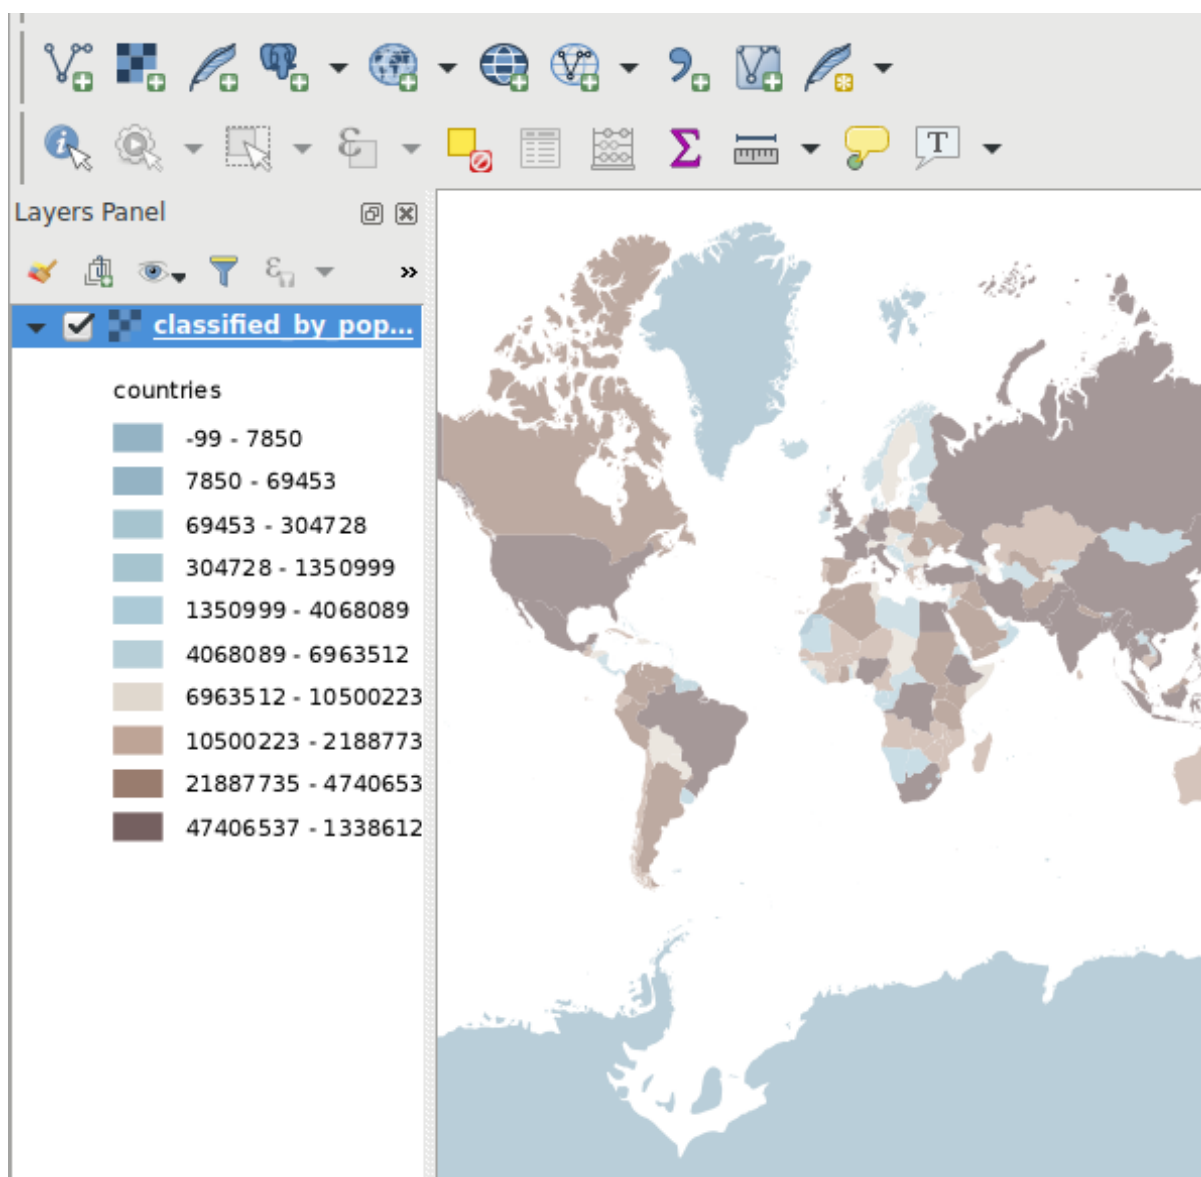 T
Layers Panel
classified_by_pop...
countries
-99 - 7850
7850 - 69453
69453 - 304728
304728 - 1350999
1350999 - 4068089
4068089 - 6963512
6963512 - 10500223
10500223 - 2188773
21887735 - 4740653
47406537 - 1338612